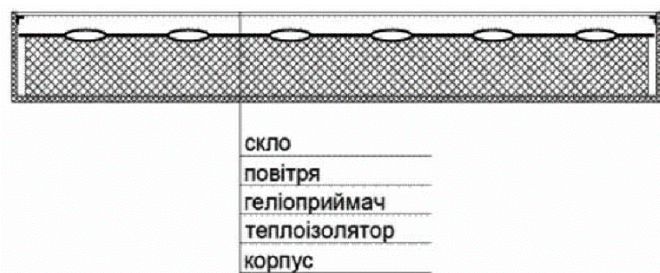 скло
повітря
геліоприймач
теплоізолятор
корпус